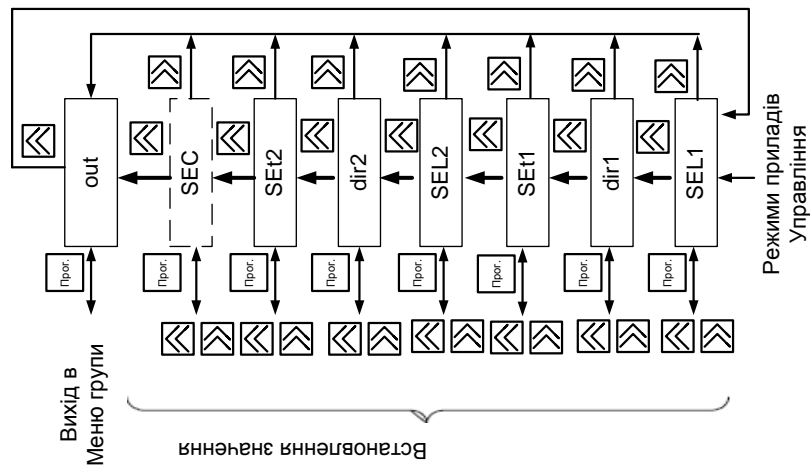 Режими приладів
Управління
SEL1
Прог.
dir1
Прог.
SEt1
Прог.
SEL2
Прог.
dir2
Прог.
SEt2
Прог.
SEC
Прог.
out
Прог.
Вихід в
Меню групи
Встановлення значення